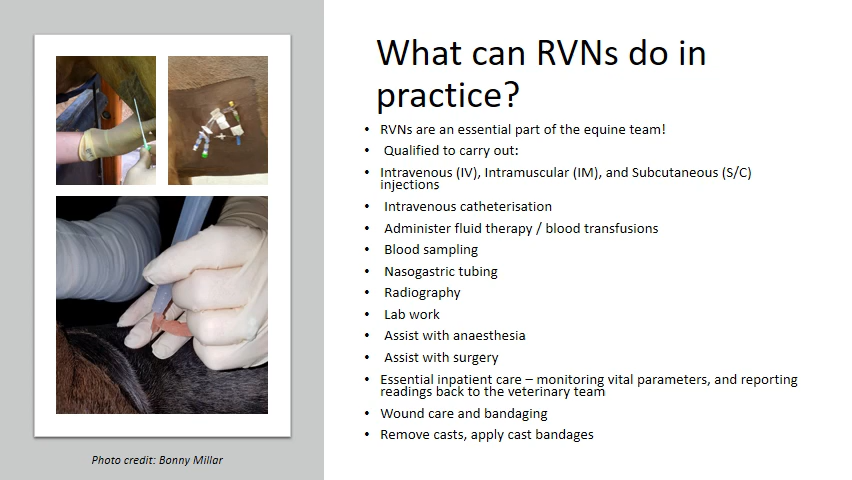 What can RVNs do in
practice?
• RVNs are an essential part of the equine team!
• Qualified to carry out:
• Intravenous (IV), Intramuscular (IM), and Subcutaneous (S/C)
injections
• Intravenous catheterisation
• Administer fluid therapy / blood transfusions
• Blood sampling
• Nasogastric tubing
• Radiography
• Lab work
• Assist with anaesthesia
• Assist with surgery
• Essential inpatient care – monitoring vital parameters, and reporting
readings back to the veterinary team
• Wound care and bandaging
• Remove casts, apply cast bandages
Photo credit: Bonny Millar